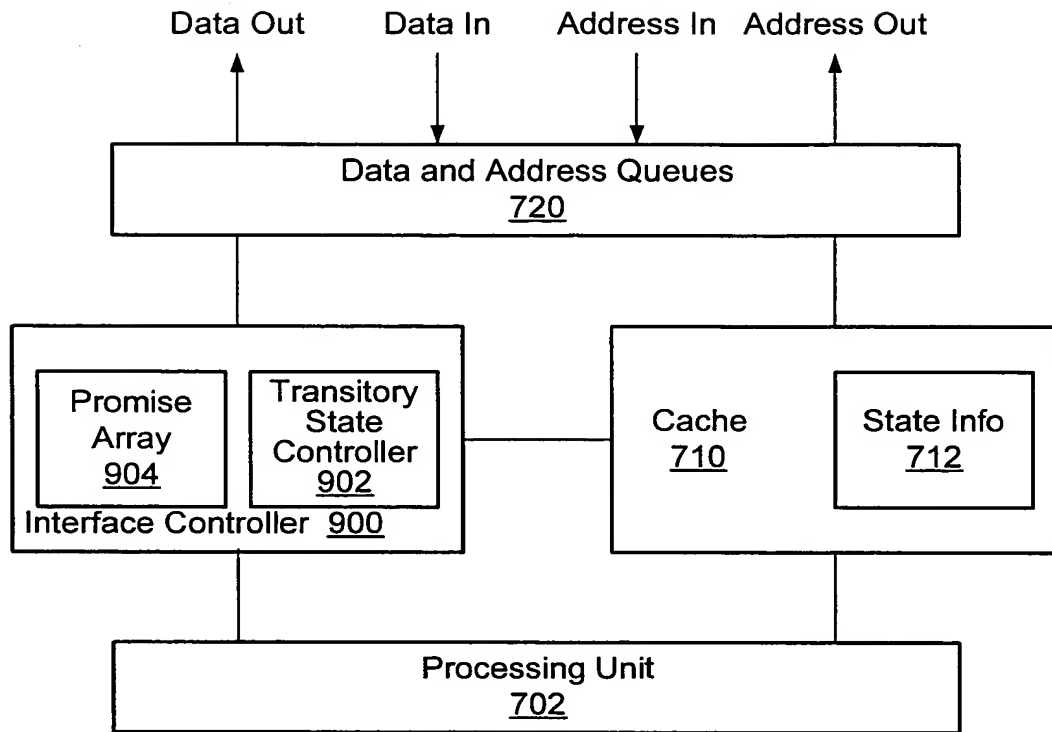 Data Out Data In Address In Address Out
Data and Address Queues
720
Promise
Array
904
Transitory
State
Controller
902
Interface Controller 900
Cache
710
State Info
712
Processing Unit
702